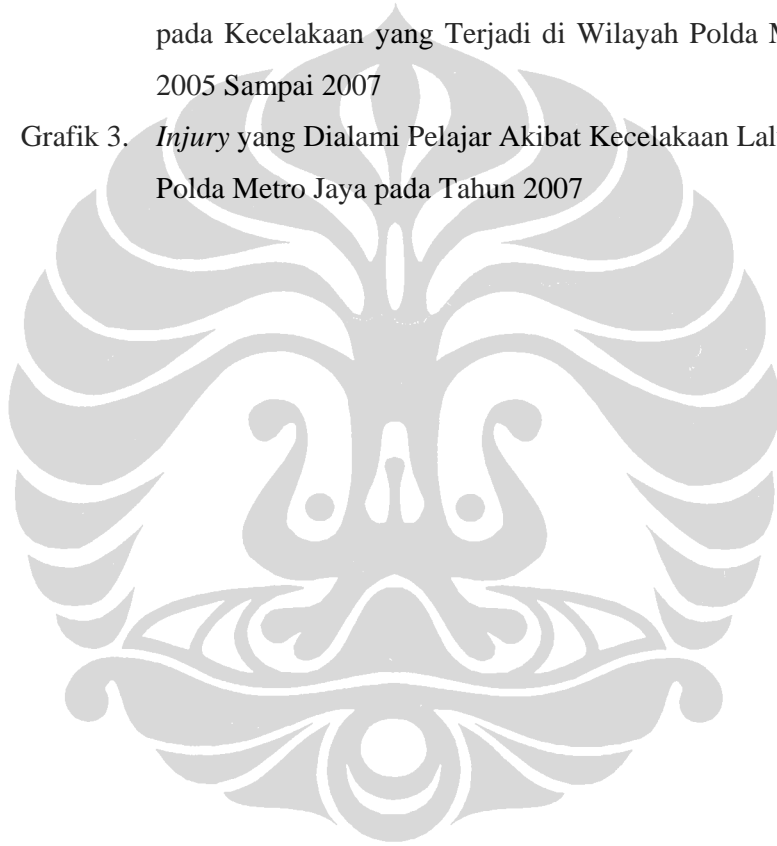 pada Kecelakaan yang Terjadi di Wilayah Polda
2005 Sampai 2007
Grafik 3. Injury yang Dialami Pelajar Akibat Kecelakaan
Polda Metro Jaya pada Tahun 2007